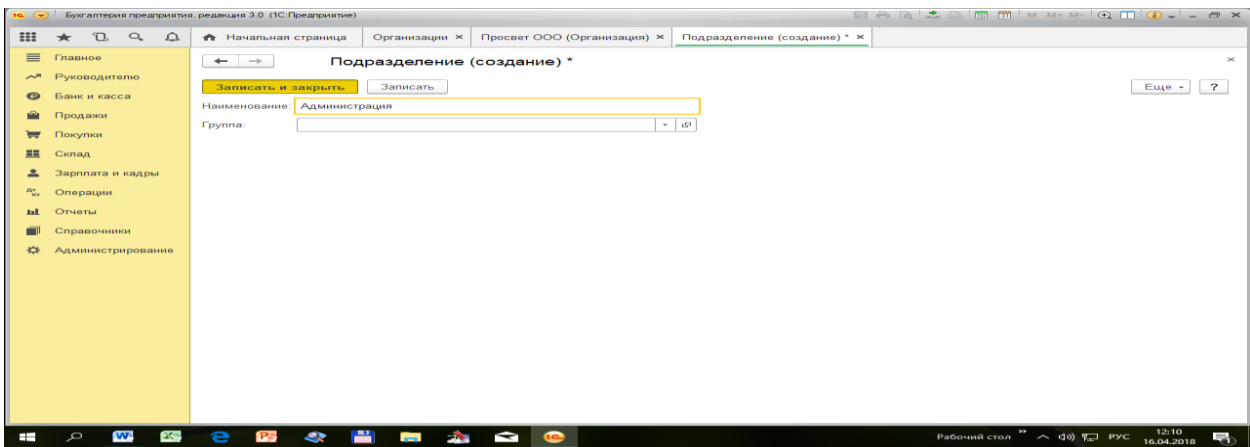 1С Бухгалтерия предприятия, редакция 3.0 (1С:Предприятие) M M+ M-
Начальная страница Организации × Просвет ООО (Организация) × Подразделение (создание) * ×
Главное
Подразделение (создание) *
Руководителю
Записать и закрыть Записать Еще ?
Банк и касса
Наименование: Администрация
Продажи
Группа:
Покупки
Склад
Зарплата и кадры
Операции
Отчеты
Справочники
Администрирование
Рабочий стол РУС 12:10
16.04.2018